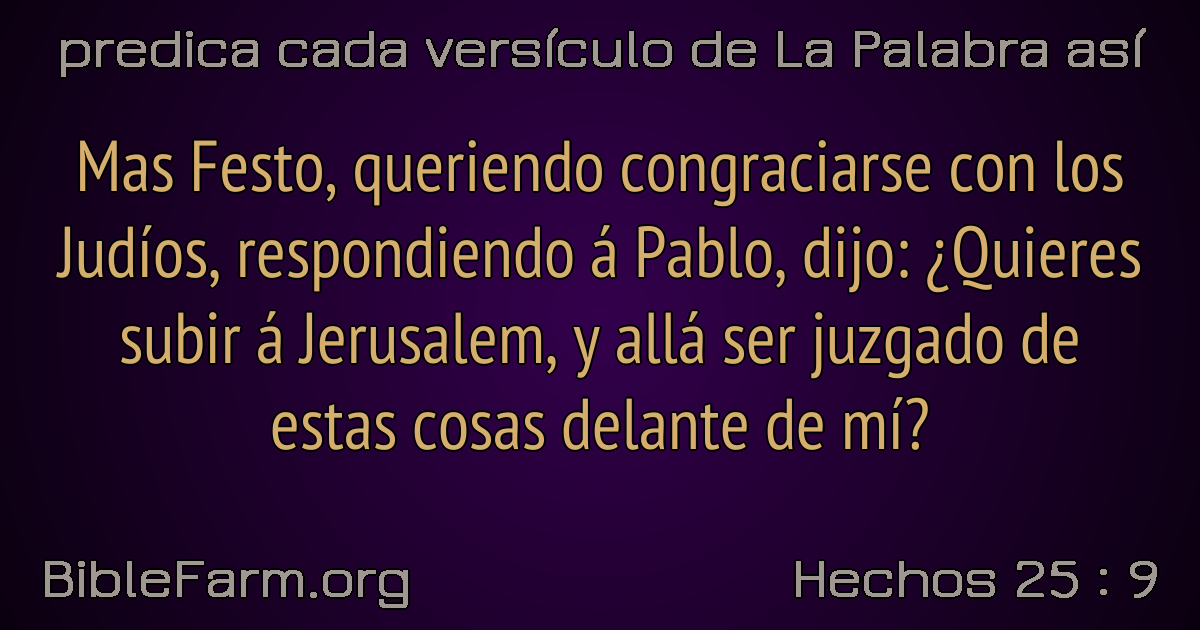 predica cada versículo de La Palabra así
Mas Festo, queriendo congraciarse con los
Judíos, respondiendo á Pablo, dijo: ¿Quieres
subir á Jerusalem, y allá ser juzgado de
estas cosas delante de mí?
BibleFarm.org
Hechos 25 : 9